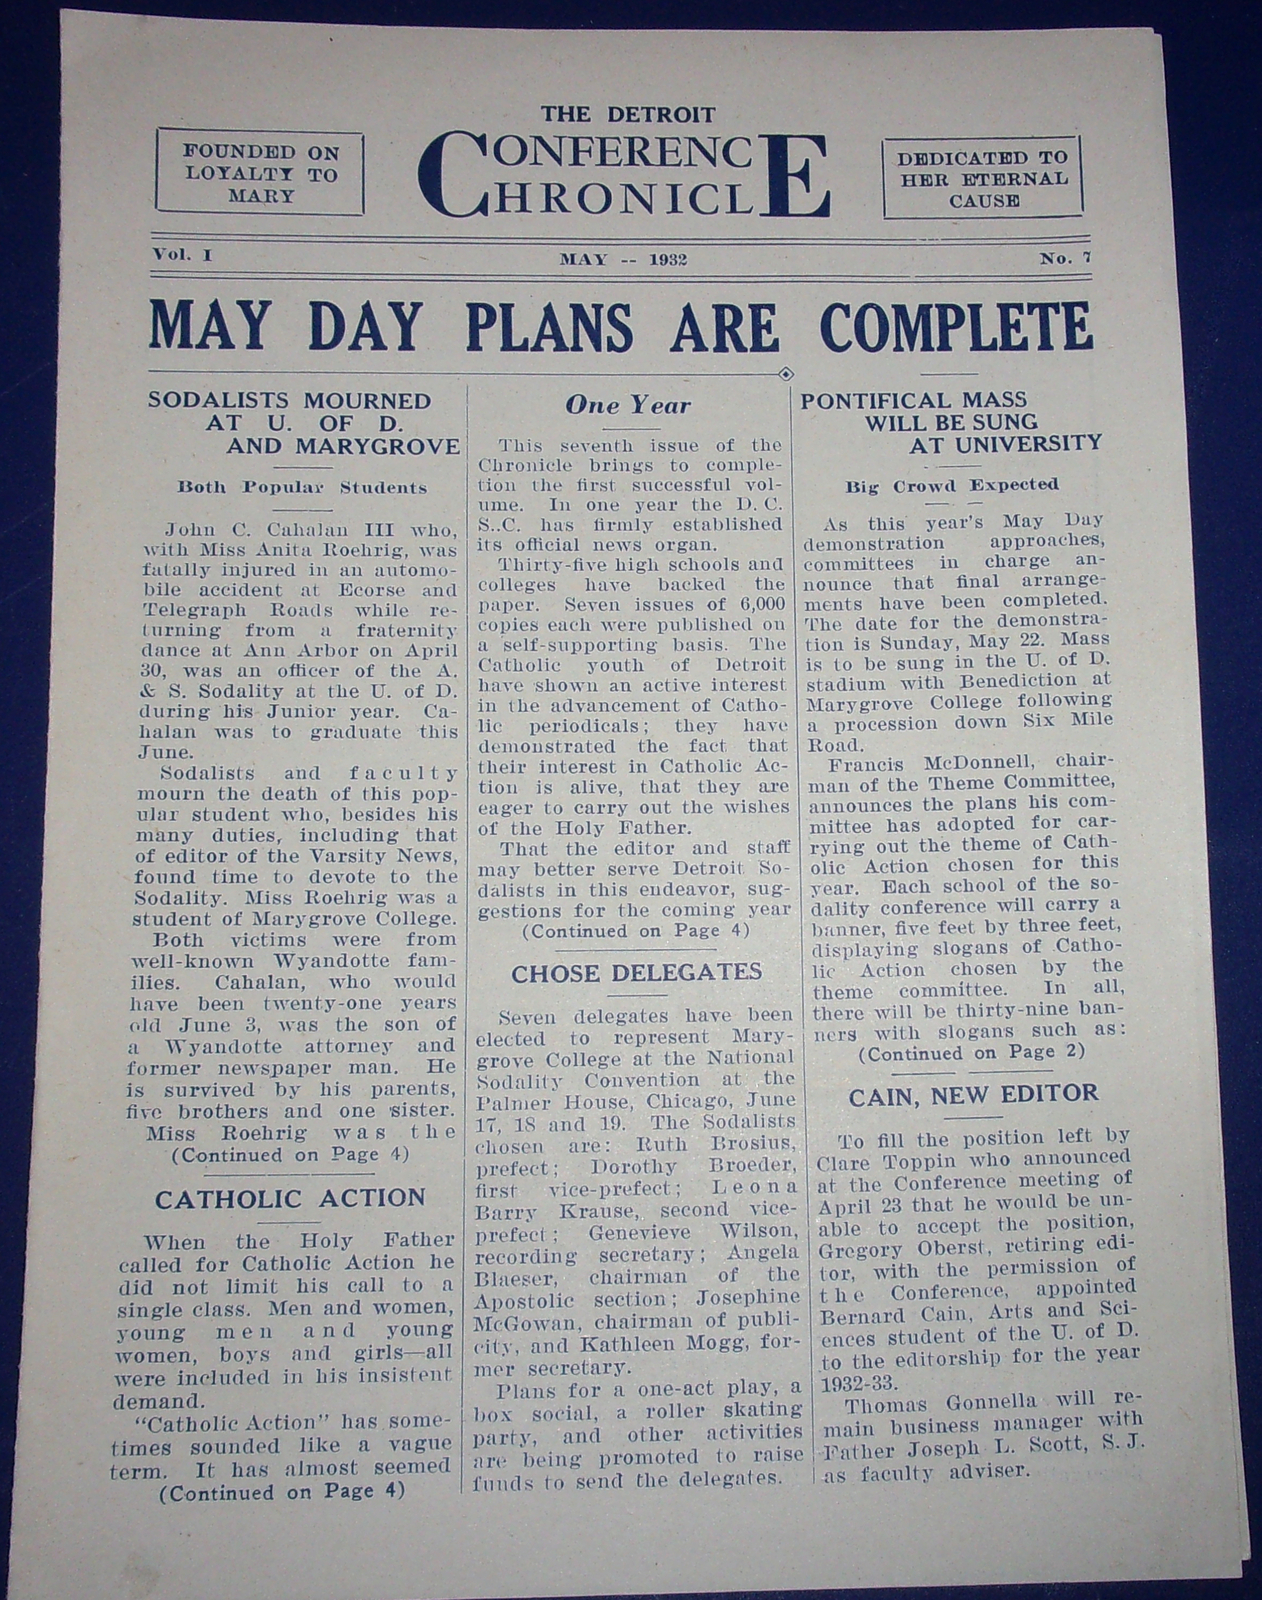 THE DETROIT
CONFERENCE
CHRONICLE
FOUNDED ON
LOYALTY TO
MARY
DEDICATED TO
HER ETERNAL
CAUSE
Vol. I
MAY -- 1932
No. 7
MAY DAY PLANS ARE COMPLETE
SODALISTS MOURNED
AT U. OF D.
AND MARYGROVE
Both Popular Students
John C. Cahalan III who,
with Miss Anita Roehrig, was
fatally injured in an automo-
bile accident at Ecorse and
Telegraph Roads while re-
turning from a fraternity
dance at Ann Arbor on April
30, was an officer of the A.
& S. Sodality at the U. of D.
during his Junior year. Ca-
halan was to graduate this
June.
Sodalists and faculty
mourn the death of this pop-
ular student who, besides his
many duties, including that
of editor of the Varsity News,
found time to devote to the
Sodality. Miss Roehrig was a
student of Marygrove College.
Both victims were from
well-known Wyandotte fam-
ilies. Cahalan, who would
have been twenty-one years
old June 3, was the son of
a Wyandotte attorney and
former newspaper man. He
is survived by his parents,
five brothers and one sister.
Miss Roehrig was the
(Continued on Page 4)
CATHOLIC ACTION
When the Holy Father
called for Catholic Action he
did not limit his call to a
single class. Men and women,
young men and young
women, boys and girls—all
were included in his insistent
demand.
"Catholic Action" has some-
times sounded like a vague
term. It has almost seemed
(Continued on Page 4)
One Year
This seventh issue of the
Chronicle brings to comple-
tion the first successful vol-
ume. In one year the D. C.
S..C. has firmly established
its official news organ.
Thirty-five high schools and
colleges have backed the
paper. Seven issues of 6,000
copies each were published on
a self-supporting basis. The
Catholic youth of Detroit
have shown an active interest
in the advancement of Catho-
lic periodicals; they have
demonstrated the fact that
their interest in Catholic Ac-
tion is alive, that they are
eager to carry out the wishes
of the Holy Father.
That the editor and staff
may better serve Detroit So-
dalists in this endeavor, sug-
gestions for the coming year
(Continued on Page 4)
CHOSE DELEGATES
Seven delegates have been
elected to represent Mary-
grove College at the National
Sodality Convention at the
Palmer House, Chicago, June
17, 18 and 19. The Sodalists
chosen are: Ruth Brosius,
prefect; Dorothy Broeder,
first vice-prefect; Leona
Barry Krause, second vice-
prefect; Genevieve Wilson,
recording secretary; Angela
Blaeser, chairman of the
Apostolic section; Josephine
McGowan, chairman of publi-
city, and Kathleen Mogg, for-
mer secretary.
Plans for a one-act play, a
box social, a roller skating
party, and other activities
are being promoted to raise
funds to send the delegates.
PONTIFICAL MASS
WILL BE SUNG
AT UNIVERSITY
Big Crowd Expected
As this year's May Day
demonstration approaches,
committees in charge an-
nounce that final arrange-
ments have been completed.
The date for the demonstra-
tion is Sunday, May 22. Mass
is to be sung in the U. of D.
stadium with Benediction at
Marygrove College following
a procession down Six Mile
Road.
Francis McDonnell, chair-
man of the Theme Committee,
announces the plans his com-
mittee has adopted for car-
rying out the theme of Cath-
olic Action chosen for this
year. Each school of the so-
dality conference will carry a
banner, five feet by three feet,
displaying slogans of Catho-
lic Action chosen by the
theme committee. In all,
there will be thirty-nine ban-
ners with slogans such as:
(Continued on Page 2)
CAIN, NEW EDITOR
To fill the position left by
Clare Toppin who announced
at the Conference meeting of
April 23 that he would be un-
able to accept the position,
Gregory Oberst, retiring edi-
tor, with the permission of
the Conference, appointed
Bernard Cain, Arts and Sci-
ences student of the U. of D.
to the editorship for the year
1932-33.
Thomas Gonnella will re-
main business manager with
Father Joseph L. Scott, S. J.
as faculty adviser.